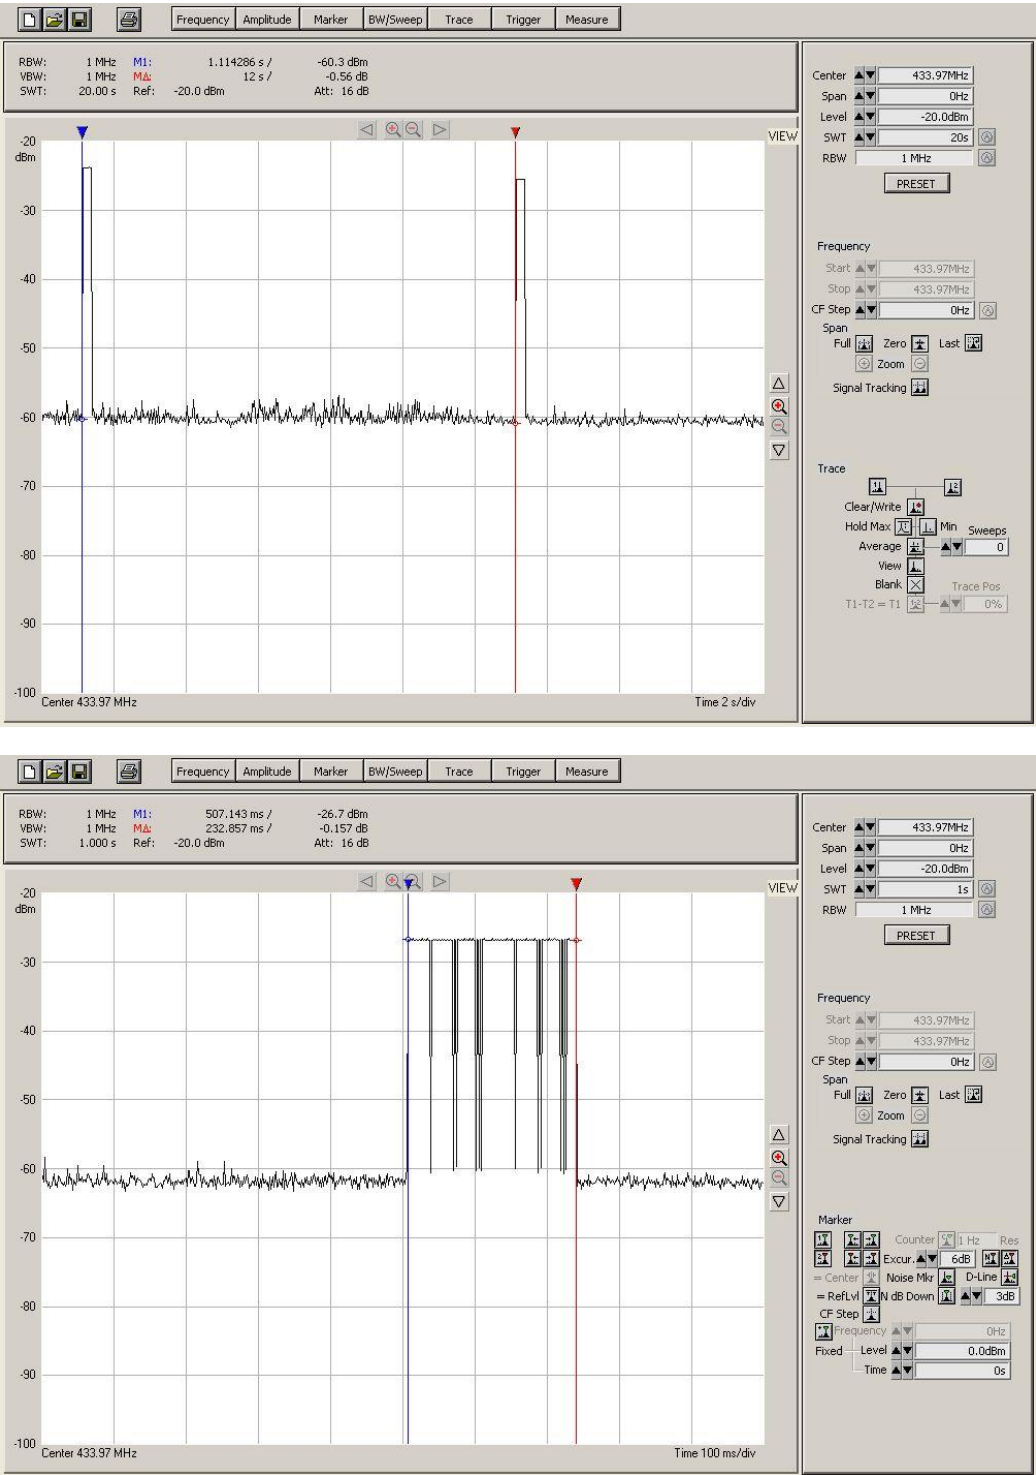 Frequency Amplitude Marker BW/Sweep Trace Trigger Measure
RBW: 1 MHz M1: 1.114286 s / -60.3 dBm
VBW: 1 MHz MΔ: 12 s / -0.56 dB
SWT: 20.00 s Ref: -20.0 dBm Att: 16 dB
VIEW
-20
dBm
-30
-40
-50
-60
-70
-80
-90
-100
Center 433.97 MHz Time 2 s/div
Center 433.97MHz
Span 0Hz
Level -20.0dBm
SWT 20s
RBW 1 MHz
PRESET
Frequency
Start 433.97MHz
Stop 433.97MHz
CF Step 0Hz
Span
Full Zero Last
Zoom
Signal Tracking
Trace
1 2
Clear/Write
Hold Max Min Sweeps
Average 0
View
Blank Trace Pos
T1-T2 = T1 0%
Frequency Amplitude Marker BW/Sweep Trace Trigger Measure
RBW: 1 MHz M1: 507.143 ms / -26.7 dBm
VBW: 1 MHz MΔ: 232.857 ms / -0.157 dB
SWT: 1.000 s Ref: -20.0 dBm Att: 16 dB
VIEW
-20
dBm
-30
-40
-50
-60
-70
-80
-90
-100
Center 433.97 MHz Time 100 ms/div
Center 433.97MHz
Span 0Hz
Level -20.0dBm
SWT 1s
RBW 1 MHz
PRESET
Frequency
Start 433.97MHz
Stop 433.97MHz
CF Step 0Hz
Span
Full Zero Last
Zoom
Signal Tracking
Marker
Counter 1 Hz Res
Excur. 6dB
= Center Noise Mkr D-Line
= RefLvl N dB Down 3dB
CF Step
Frequency 0Hz
Fixed Level 0.0dBm
Time 0s